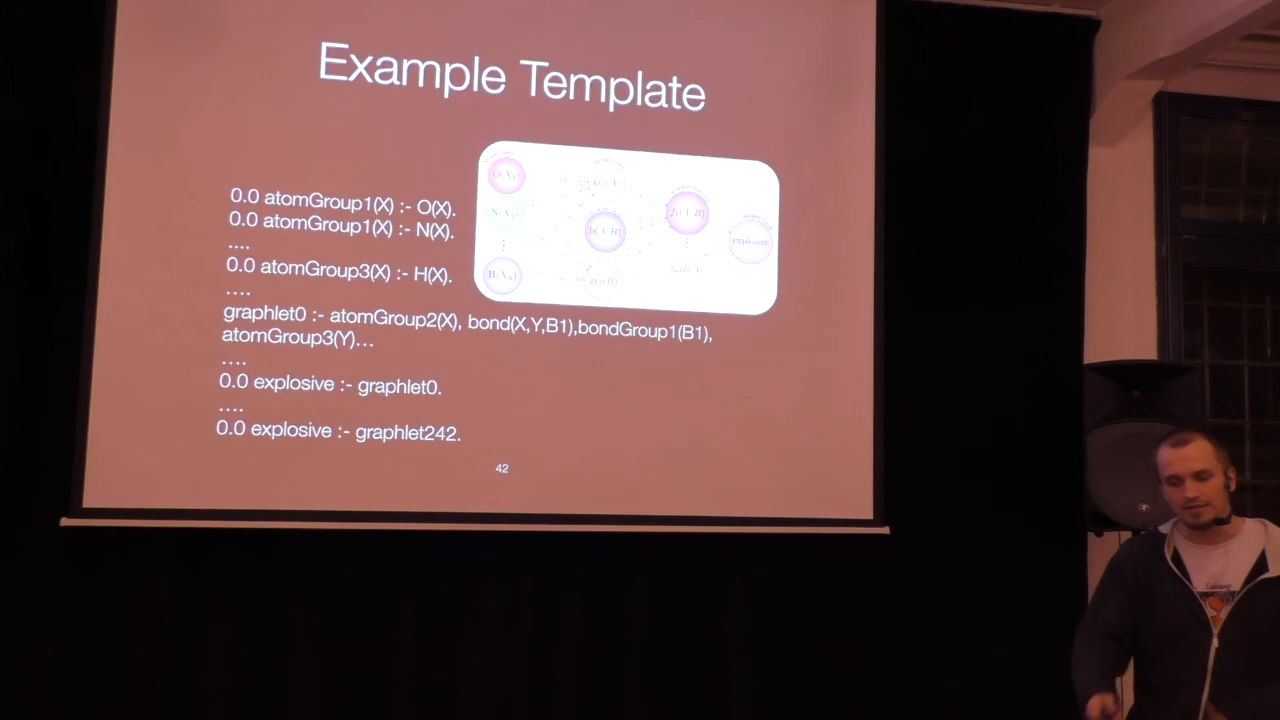 Example Template
0.0 atomGroup1(X) :- O(X).
0.0 atomGroup1(X) :- N(X).
....
0.0 atomGroup3(X) :- H(X).
....
graphlet0 :- atomGroup2(X), bond(X,Y,B1),bondGroup1(B1),
atomGroup3(Y)...
....
0.0 explosive :- graphlet0.
....
0.0 explosive :- graphlet242.
42
explosive